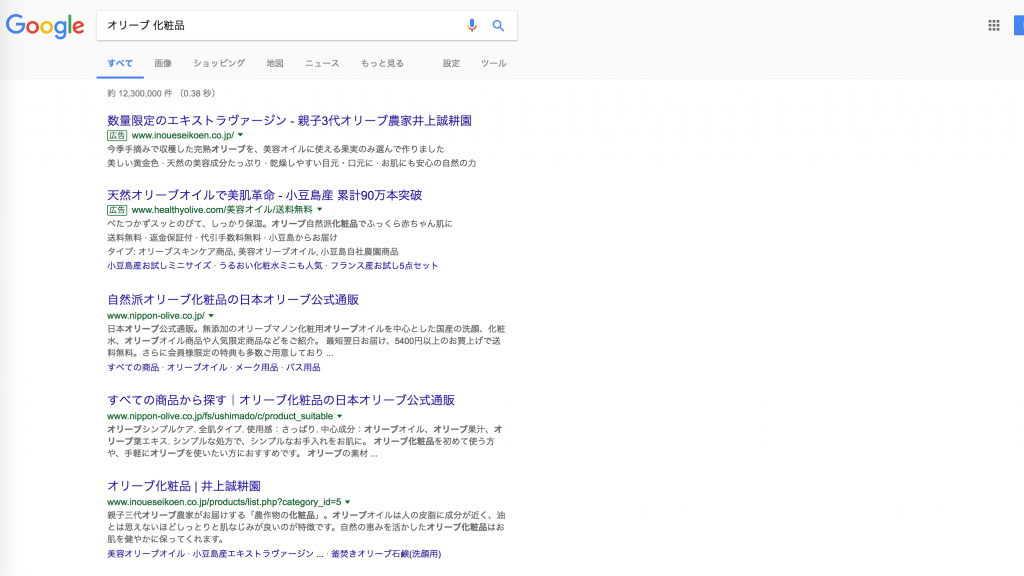 Google
オリーブ 化粧品
すべて 画像 ショッピング 地図 ニュース もっと見る 設定 ツール
約 12,300,000 件 （0.38 秒）
数量限定のエキストラヴァージン - 親子3代オリーブ農家井上誠耕園
広告 www.inoueseikoen.co.jp/
今季手摘みで収穫した完熟オリーブを、美容オイルに使える果実のみ選んで作りました
美しい黄金色 · 天然の美容成分たっぷり · 乾燥しやすい目元・口元に · お肌にも安心の自然の力
天然オリーブオイルで美肌革命 - 小豆島産 累計90万本突破
広告 www.healthyolive.com/美容オイル/送料無料
べたつかずスッとのびて、しっかり保湿。オリーブ自然派化粧品でふっくら赤ちゃん肌に
送料無料 · 返金保証付 · 代引手数料無料 · 小豆島からお届け
タイプ: オリーブスキンケア商品, 美容オリーブオイル, 小豆島自社農園商品
小豆島産お試しミニサイズ · うるおい化粧水ミニも人気 · フランス産お試し5点セット
自然派オリーブ化粧品の日本オリーブ公式通販
www.nippon-olive.co.jp/
日本オリーブ公式通販。無添加のオリーブマノン化粧用オリーブオイルを中心とした国産の洗顔、化粧
水、オリーブオイル商品や人気限定商品などをご紹介。 最短翌日お届け、5400円以上のお買上げで送
料無料。さらに会員様限定の特典も多数ご用意しており ...
すべての商品 · オリーブオイル · メーク用品 · バス用品
すべての商品から探す｜オリーブ化粧品の日本オリーブ公式通販
www.nippon-olive.co.jp/fs/ushimado/c/product_suitable
オリーブシンプルケア. 全肌タイプ. 使用感：さっぱり. 中心成分：オリーブオイル、オリーブ果汁、オ
リーブ葉エキス. シンプルな処方で、シンプルなお手入れをお肌に。 オリーブ化粧品を初めて使う方
や、手軽にオリーブを使いたい方におすすめです。 オリーブの素材 ...
オリーブ化粧品 | 井上誠耕園
www.inoueseikoen.co.jp/products/list.php?category_id=5
親子三代オリーブ農家がお届けする「農作物の化粧品」。オリーブオイルは人の皮脂に成分が近く、油
とは思えないほどしっとりと肌なじみが良いのが特徴です。自然の恵みを活かしたオリーブ化粧品はお
肌を健やかに保ってくれます。
美容オリーブオイル · 小豆島産エキストラヴァージン ... · 釜焚きオリーブ石鹸(洗顔用)